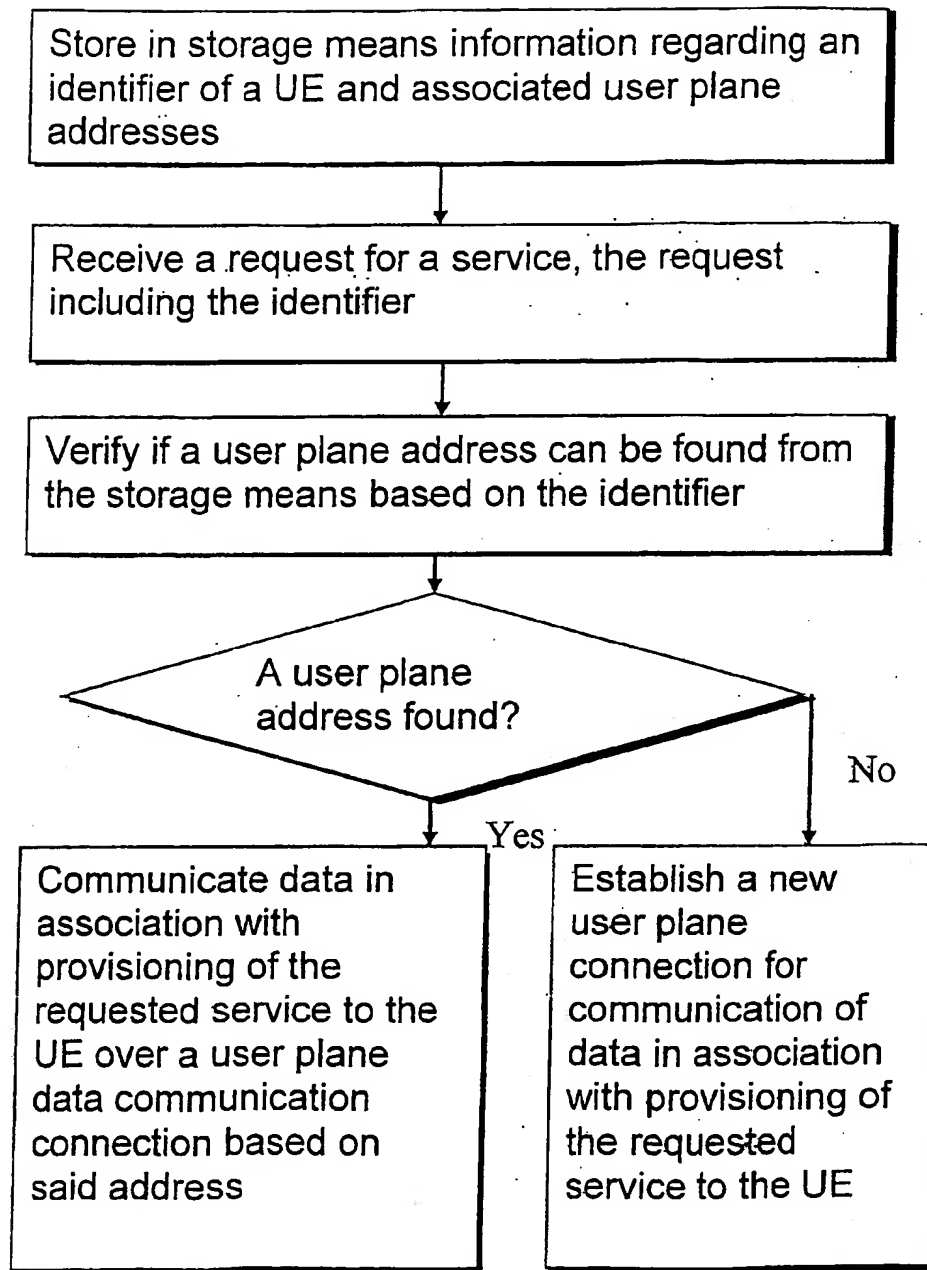 Store in storage means information regarding an
identifier of a UE and associated user plane
addresses
Receive a request for a service, the request
including the identifier
Verify if a user plane address can be found from
the storage means based on the identifier
A user plane
address found?
No
Yes
Communicate data in
association with
provisioning of the
requested service to the
UE over a user plane
data communication
connection based on
said address
Establish a new
user plane
connection for
communication of
data in association
with provisioning of
the requested
service to the UE